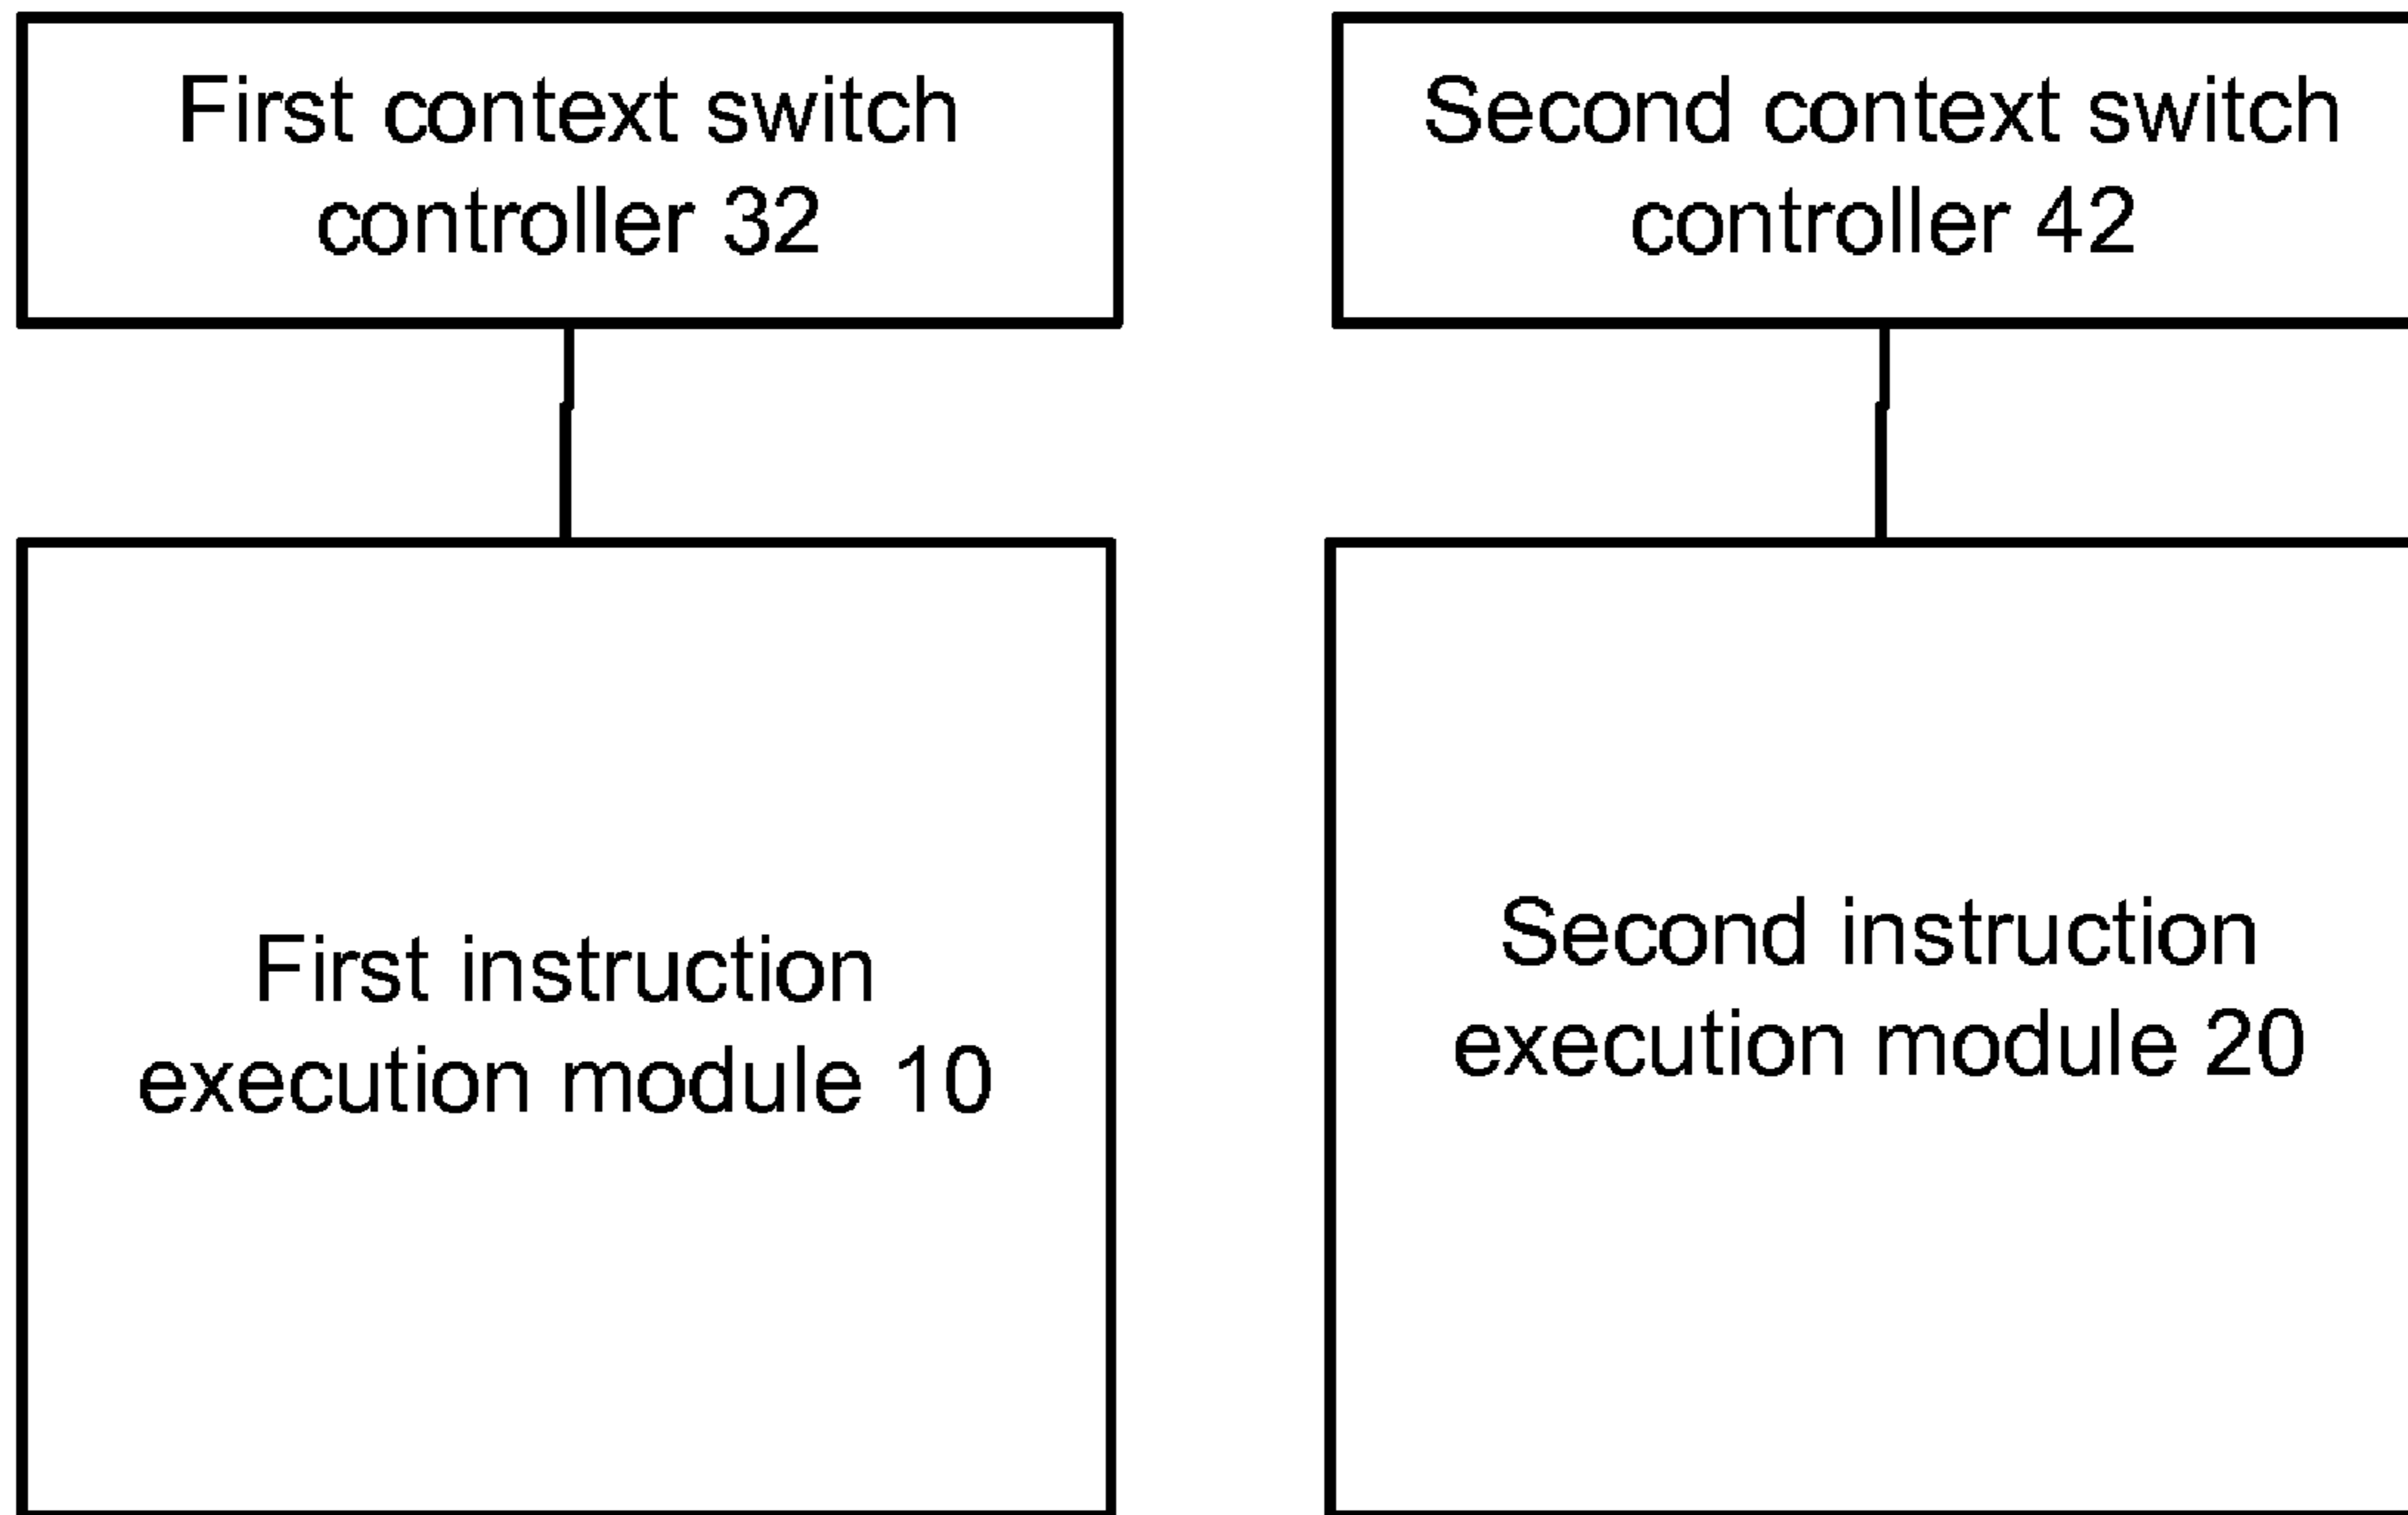 First context switch
controller 32
Second context switch
controller 42
First instruction
execution module 10
Second instruction
execution module 20